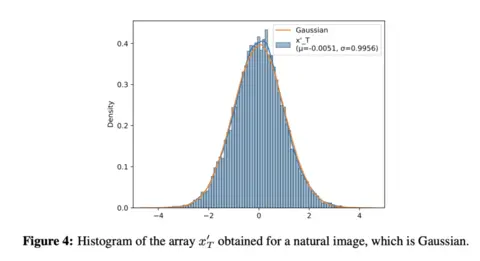 Gaussian
x'_T
(μ=-0.0051, σ=0.9956)
Density
0.4
0.3
0.2
0.1
0.0
−4 −2 0 2 4
Figure 4: Histogram of the array x′_T obtained for a natural image, which is Gaussian.